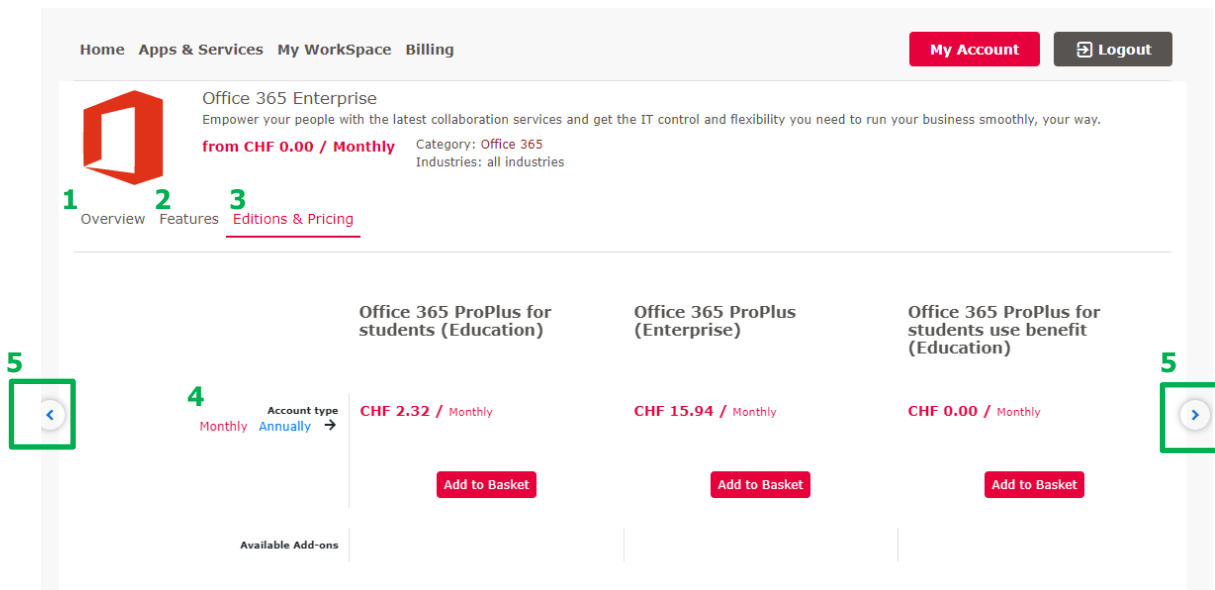 Home Apps & Services My WorkSpace Billing My Account Logout
Office 365 Enterprise
Empower your people with the latest collaboration services and get the IT control and flexibility you need to run your business smoothly, your way.
from CHF 0.00 / Monthly Category: Office 365
Industries: all industries
1 2 3
Overview Features Editions & Pricing
Office 365 ProPlus for
students (Education)
Office 365 ProPlus
(Enterprise)
Office 365 ProPlus for
students use benefit
(Education)
5 5
4
Account type CHF 2.32 / Monthly CHF 15.94 / Monthly CHF 0.00 / Monthly
Monthly Annually →
Add to Basket Add to Basket Add to Basket
Available Add-ons